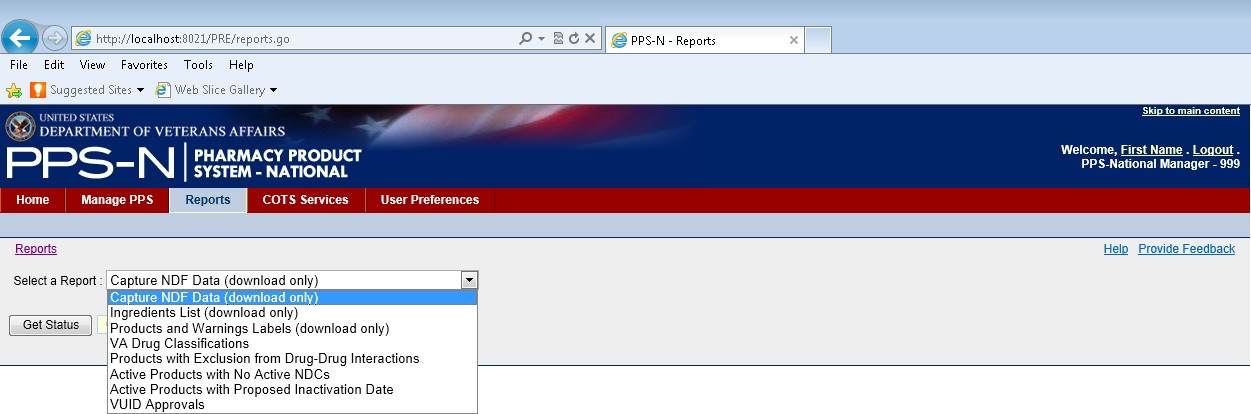 http://localhost:8021/PRE/reports.go
PPS-N - Reports
File Edit View Favorites Tools Help
Suggested Sites Web Slice Gallery
Skip to main content
UNITED STATES
DEPARTMENT OF VETERANS AFFAIRS
PPS-N PHARMACY PRODUCT
SYSTEM - NATIONAL
Welcome, First Name . Logout .
PPS-National Manager - 999
Home Manage PPS Reports COTS Services User Preferences
Reports Help Provide Feedback
Select a Report : Capture NDF Data (download only)
Capture NDF Data (download only)
Ingredients List (download only)
Products and Warnings Labels (download only)
VA Drug Classifications
Products with Exclusion from Drug-Drug Interactions
Active Products with No Active NDCs
Active Products with Proposed Inactivation Date
VUID Approvals
Get Status